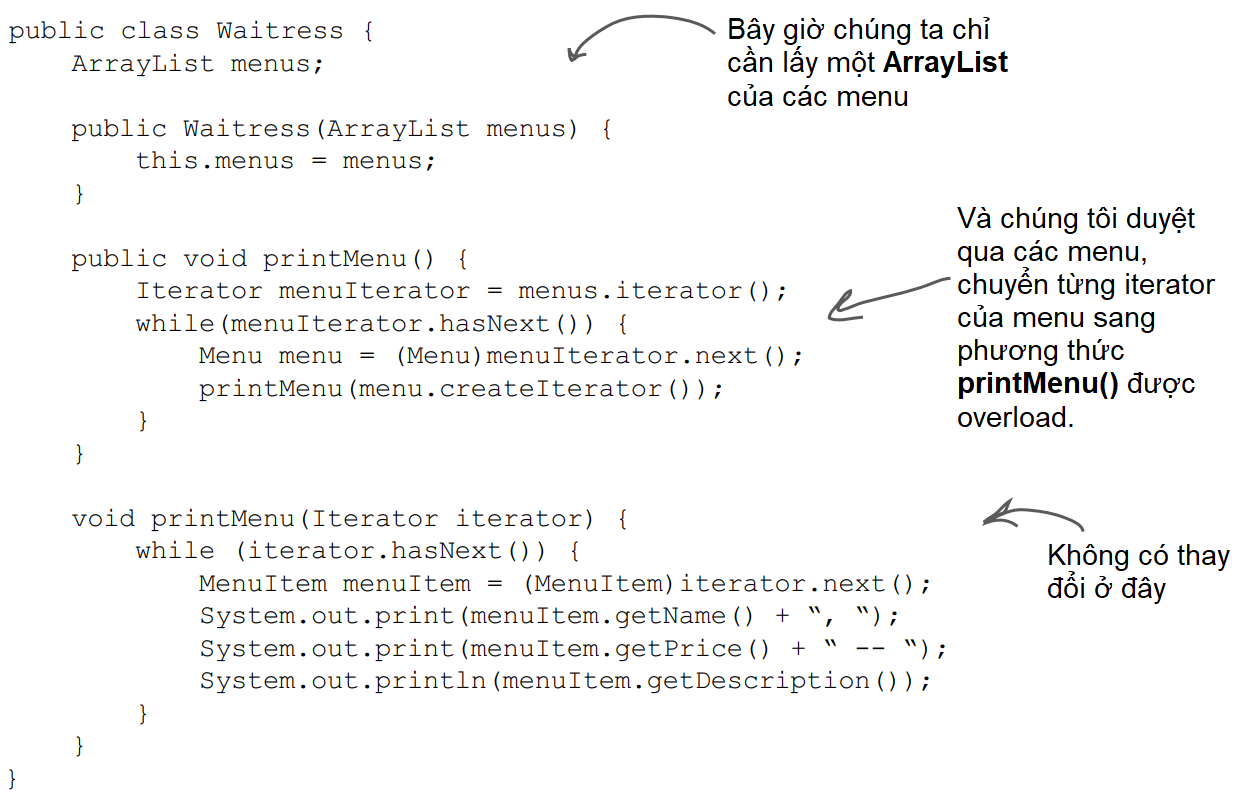 public class Waitress {
ArrayList menus;
public Waitress(ArrayList menus) {
this.menus = menus;
}
public void printMenu() {
Iterator menuIterator = menus.iterator();
while(menuIterator.hasNext()) {
Menu menu = (Menu)menuIterator.next();
printMenu(menu.createIterator());
}
}
void printMenu(Iterator iterator) {
while (iterator.hasNext()) {
MenuItem menuItem = (MenuItem)iterator.next();
System.out.print(menuItem.getName() + “, “);
System.out.print(menuItem.getPrice() + “ -- “);
System.out.println(menuItem.getDescription());
}
}
}
Bây giờ chúng ta chỉ
cần lấy một ArrayList
của các menu
Và chúng tôi duyệt
qua các menu,
chuyển từng iterator
của menu sang
phương thức
printMenu() được
overload.
Không có thay
đổi ở đây